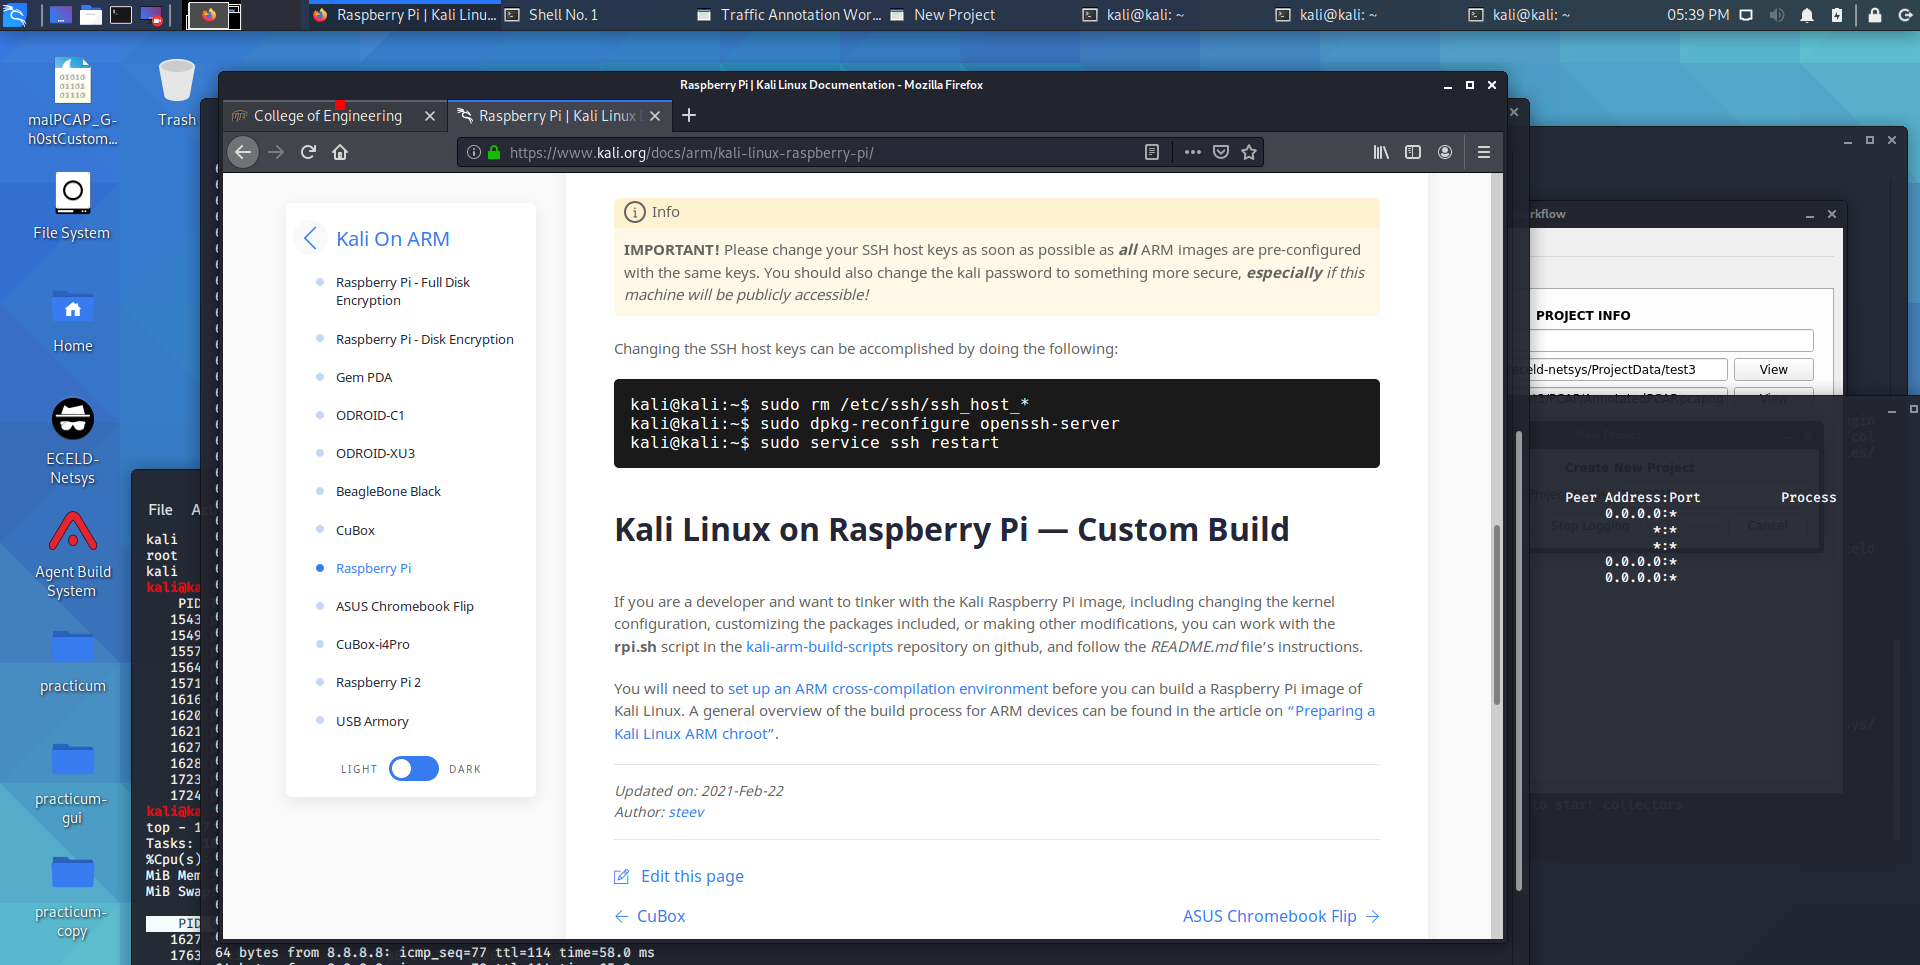 Raspberry Pi | Kali Linu...
Shell No. 1
Traffic Annotation Wor...
New Project
kali@kali: ~
kali@kali: ~
kali@kali: ~
05:39 PM
malPCAP_G-
h0stCustom...
Trash
File System
Home
ECELD-
Netsys
Agent Build
System
practicum
practicum-
gui
practicum-
copy
Raspberry Pi | Kali Linux Documentation - Mozilla Firefox
College of Engineering
Raspberry Pi | Kali Linux
https://www.kali.org/docs/arm/kali-linux-raspberry-pi/
Kali On ARM
Raspberry Pi - Full Disk
Encryption
Raspberry Pi - Disk Encryption
Gem PDA
ODROID-C1
ODROID-XU3
BeagleBone Black
CuBox
Raspberry Pi
ASUS Chromebook Flip
CuBox-i4Pro
Raspberry Pi 2
USB Armory
LIGHT DARK
Info
IMPORTANT! Please change your SSH host keys as soon as possible as all ARM images are pre-configured
with the same keys. You should also change the kali password to something more secure, especially if this
machine will be publicly accessible!
Changing the SSH host keys can be accomplished by doing the following:
kali@kali:~$ sudo rm /etc/ssh/ssh_host_*
kali@kali:~$ sudo dpkg-reconfigure openssh-server
kali@kali:~$ sudo service ssh restart
Kali Linux on Raspberry Pi — Custom Build
If you are a developer and want to tinker with the Kali Raspberry Pi image, including changing the kernel
configuration, customizing the packages included, or making other modifications, you can work with the
rpi.sh script in the kali-arm-build-scripts repository on github, and follow the README.md file’s instructions.
You will need to set up an ARM cross-compilation environment before you can build a Raspberry Pi image of
Kali Linux. A general overview of the build process for ARM devices can be found in the article on “Preparing a
Kali Linux ARM chroot”.
Updated on: 2021-Feb-22
Author: steev
Edit this page
← CuBox
ASUS Chromebook Flip →
File
kali
root
kali
kali@ka
PID
1543
1549
1557
1564
1571
1616
1620
1621
1627
1628
1723
1724
kali@ka
top - 1
Tasks:
%Cpu(s)
MiB Mem
MiB Swa
PID
1627
1763
64 bytes from 8.8.8.8: icmp_seq=77 ttl=114 time=58.0 ms
orkflow
PROJECT INFO
eceld-netsys/ProjectData/test3
View
View
Create New Project
Peer Address:Port Process
0.0.0.0:*
*:*
*:*
0.0.0.0:*
0.0.0.0:*
Stop Logging
Cancel
to start collectors